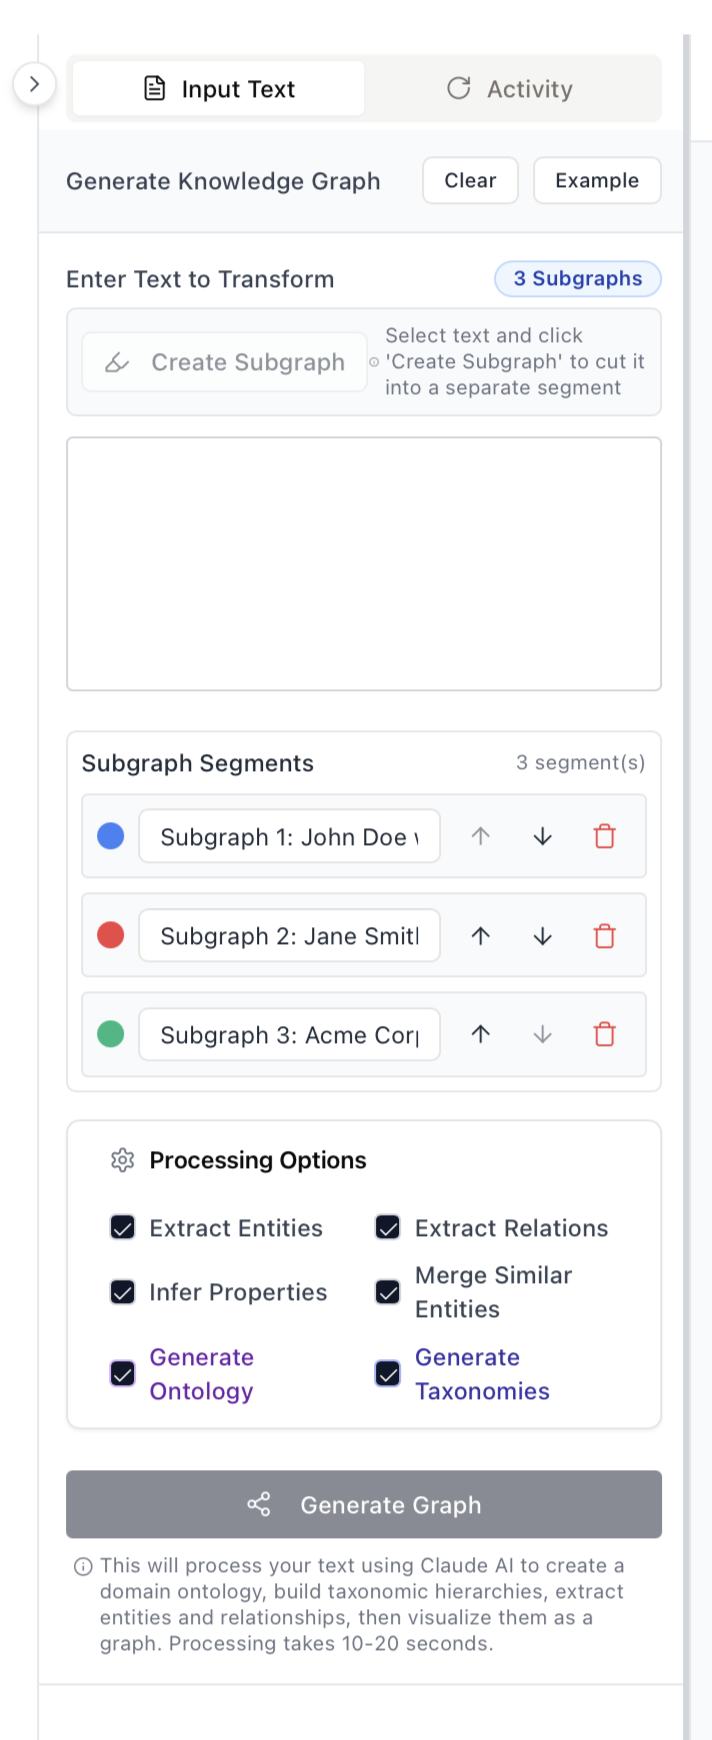 Input Text
Activity
Generate Knowledge Graph
Clear
Example
Enter Text to Transform
3 Subgraphs
Create Subgraph
Select text and click
'Create Subgraph' to cut it
into a separate segment
Subgraph Segments
3 segment(s)
Subgraph 1: John Doe
Subgraph 2: Jane Smit
Subgraph 3: Acme Cor
Processing Options
Extract Entities
Extract Relations
Infer Properties
Merge Similar
Entities
Generate
Ontology
Generate
Taxonomies
Generate Graph
This will process your text using Claude AI to create a
domain ontology, build taxonomic hierarchies, extract
entities and relationships, then visualize them as a
graph. Processing takes 10-20 seconds.